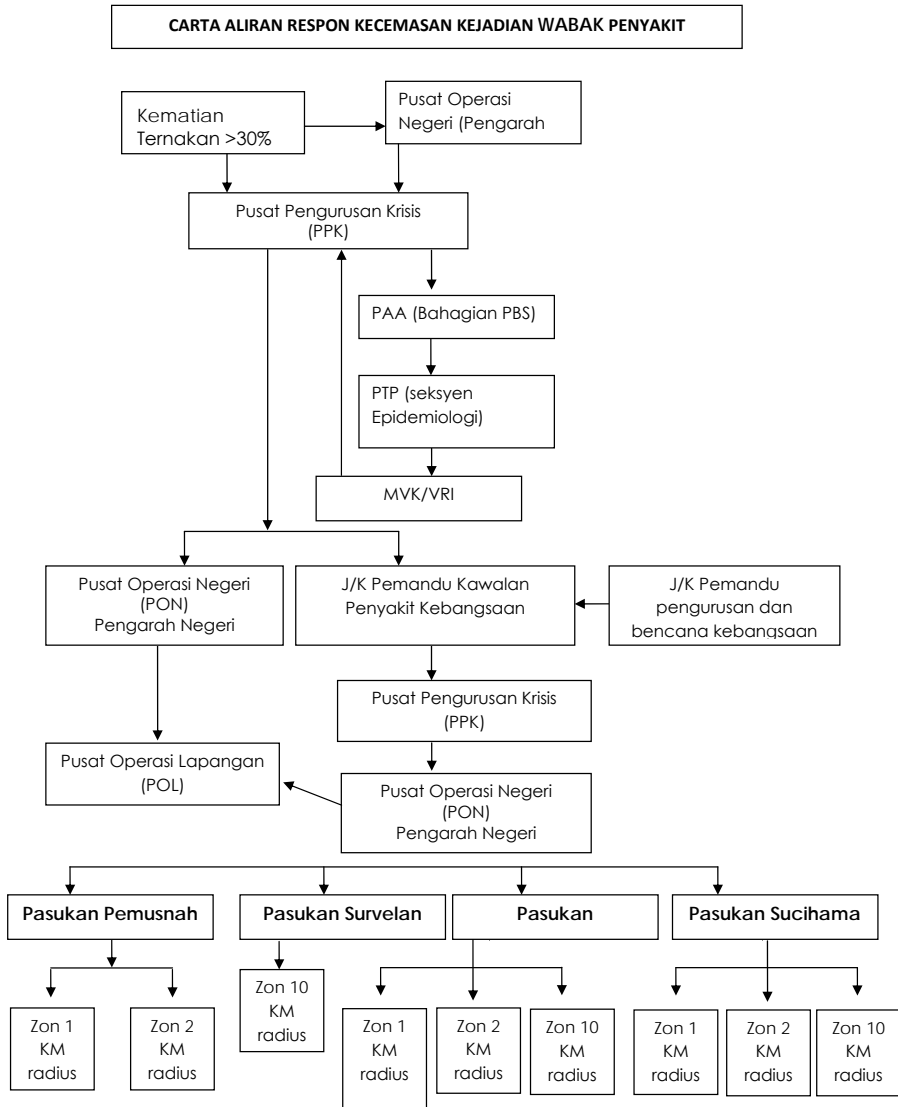 CARTA ALIRAN RESPON KECEMASAN KEJADIAN WABAK PENYAKIT
Kematian
Ternakan >30%
Pusat Operasi
Negeri (Pengarah
Pusat Pengurusan Krisis
(PPK)
PAA (Bahagian PBS)
PTP (seksyen
Epidemiologi)
MVK/VRI
Pusat Operasi Negeri
(PON)
Pengarah Negeri
J/K Pemandu Kawalan
Penyakit Kebangsaan
J/K Pemandu
pengurusan dan
bencana kebangsaan
Pusat Pengurusan Krisis
(PPK)
Pusat Operasi Lapangan
(POL)
Pusat Operasi Negeri
(PON)
Pengarah Negeri
Pasukan Pemusnah
Pasukan Survelan
Pasukan
Pasukan Sucihama
Zon 1
KM
radius
Zon 2
KM
radius
Zon 10
KM
radius
Zon 1
KM
radius
Zon 2
KM
radius
Zon 10
KM
radius
Zon 1
KM
radius
Zon 2
KM
radius
Zon 10
KM
radius